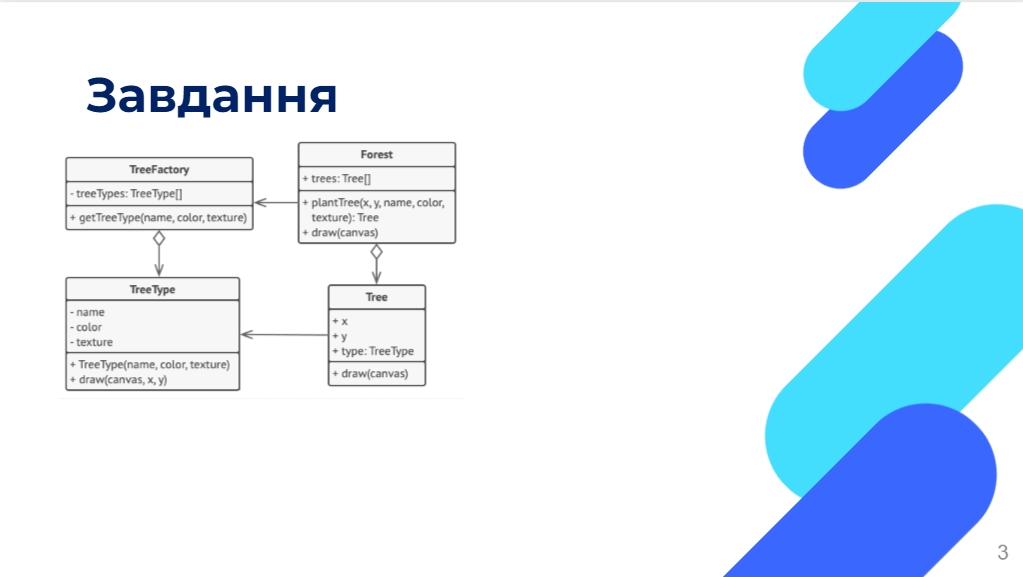 Завдання
TreeFactory
- treeTypes: TreeType[]
+ getTreeType(name, color, texture)
Forest
+ trees: Tree[]
+ plantTree(x, y, name, color,
texture): Tree
+ draw(canvas)
TreeType
- name
- color
- texture
+ TreeType(name, color, texture)
+ draw(canvas, x, y)
Tree
+ x
+ y
+ type: TreeType
+ draw(canvas)
3